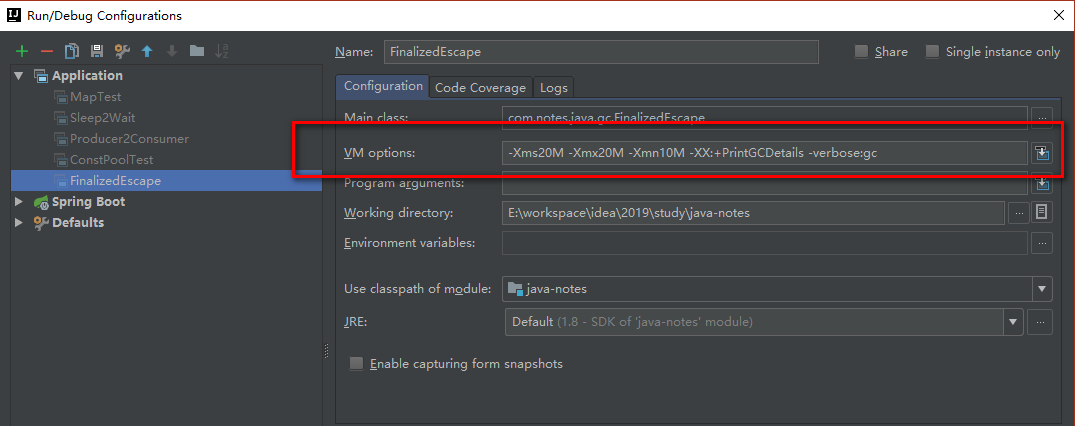 Run/Debug Configurations
Name: FinalizedEscape Share Single instance only
Application
MapTest
Sleep2Wait
Producer2Consumer
ConstPoolTest
FinalizedEscape
Spring Boot
Defaults
Configuration Code Coverage Logs
Main class: com.notes.java.gc.FinalizedEscape ...
VM options: -Xms20M -Xmx20M -Xmn10M -XX:+PrintGCDetails -verbose:gc
Program arguments:
Working directory: E:\workspace\idea\2019\study\java-notes ...
Environment variables: ...
Use classpath of module: java-notes
JRE: Default (1.8 - SDK of 'java-notes' module) ...
Enable capturing form snapshots